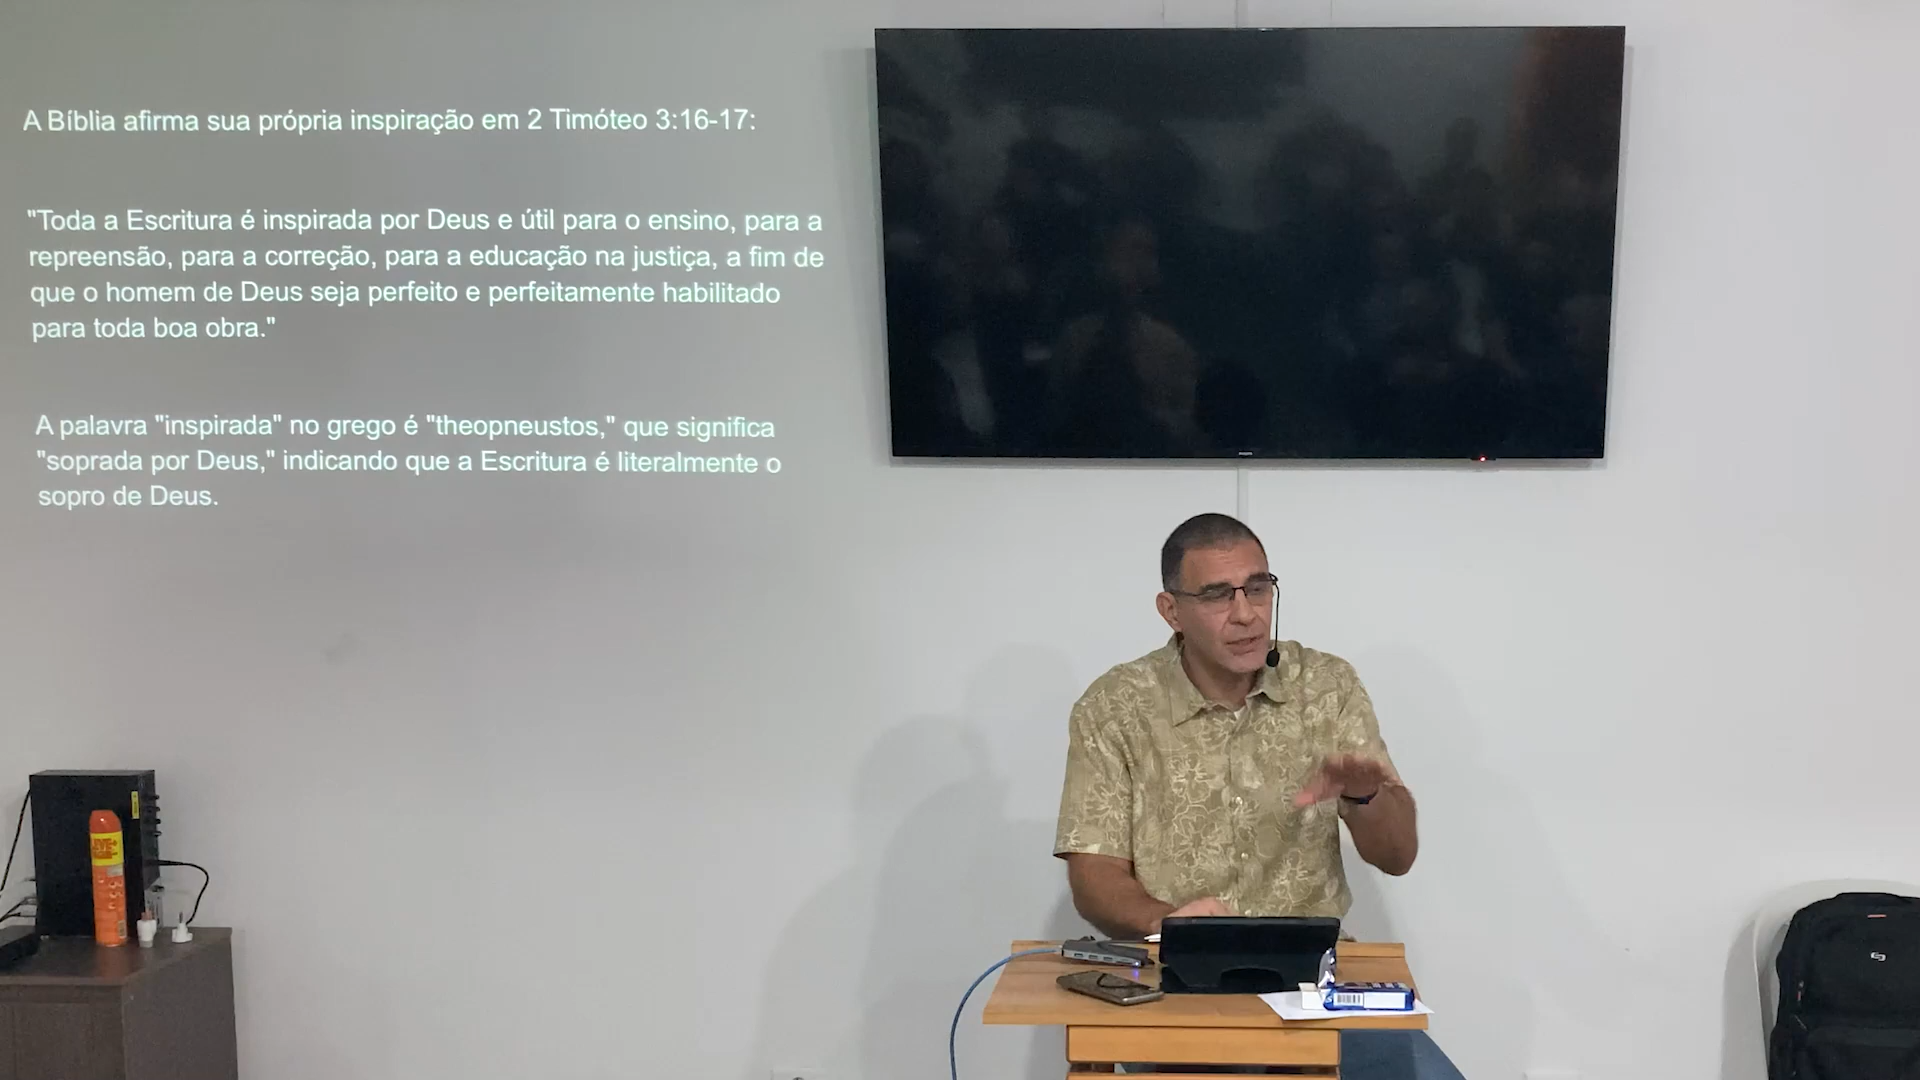 A Bíblia afirma sua própria inspiração em 2 Timóteo 3:16-17:
"Toda a Escritura é inspirada por Deus e útil para o ensino, para a
repreensão, para a correção, para a educação na justiça, a fim de
que o homem de Deus seja perfeito e perfeitamente habilitado
para toda boa obra."
A palavra "inspirada" no grego é "theopneustos," que significa
"soprada por Deus," indicando que a Escritura é literalmente o
sopro de Deus.